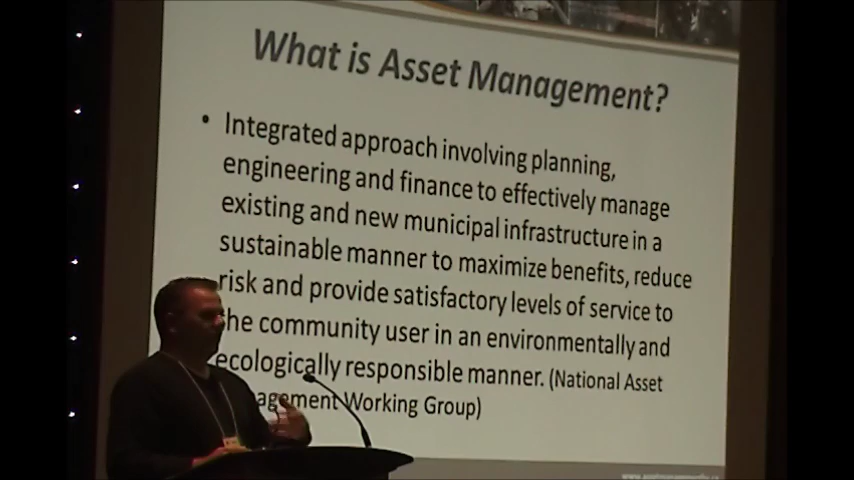 What is Asset Management?
• Integrated approach involving planning,
engineering and finance to effectively manage
existing and new municipal infrastructure in a
sustainable manner to maximize benefits, reduce
risk and provide satisfactory levels of service to
he community user in an environmentally and
ecologically responsible manner. (National Asset
agement Working Group)